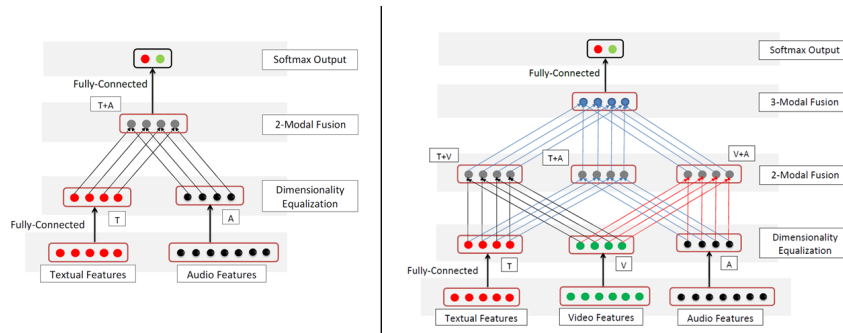 Softmax Output
Fully-Connected
T+A
2-Modal Fusion
Dimensionality
Equalization
Fully-Connected
T
A
Textual Features
Audio Features
Softmax Output
Fully-Connected
3-Modal Fusion
T+V
T+A
V+A
2-Modal Fusion
Dimensionality
Equalization
Fully-Connected
T
V
A
Textual Features
Video Features
Audio Features